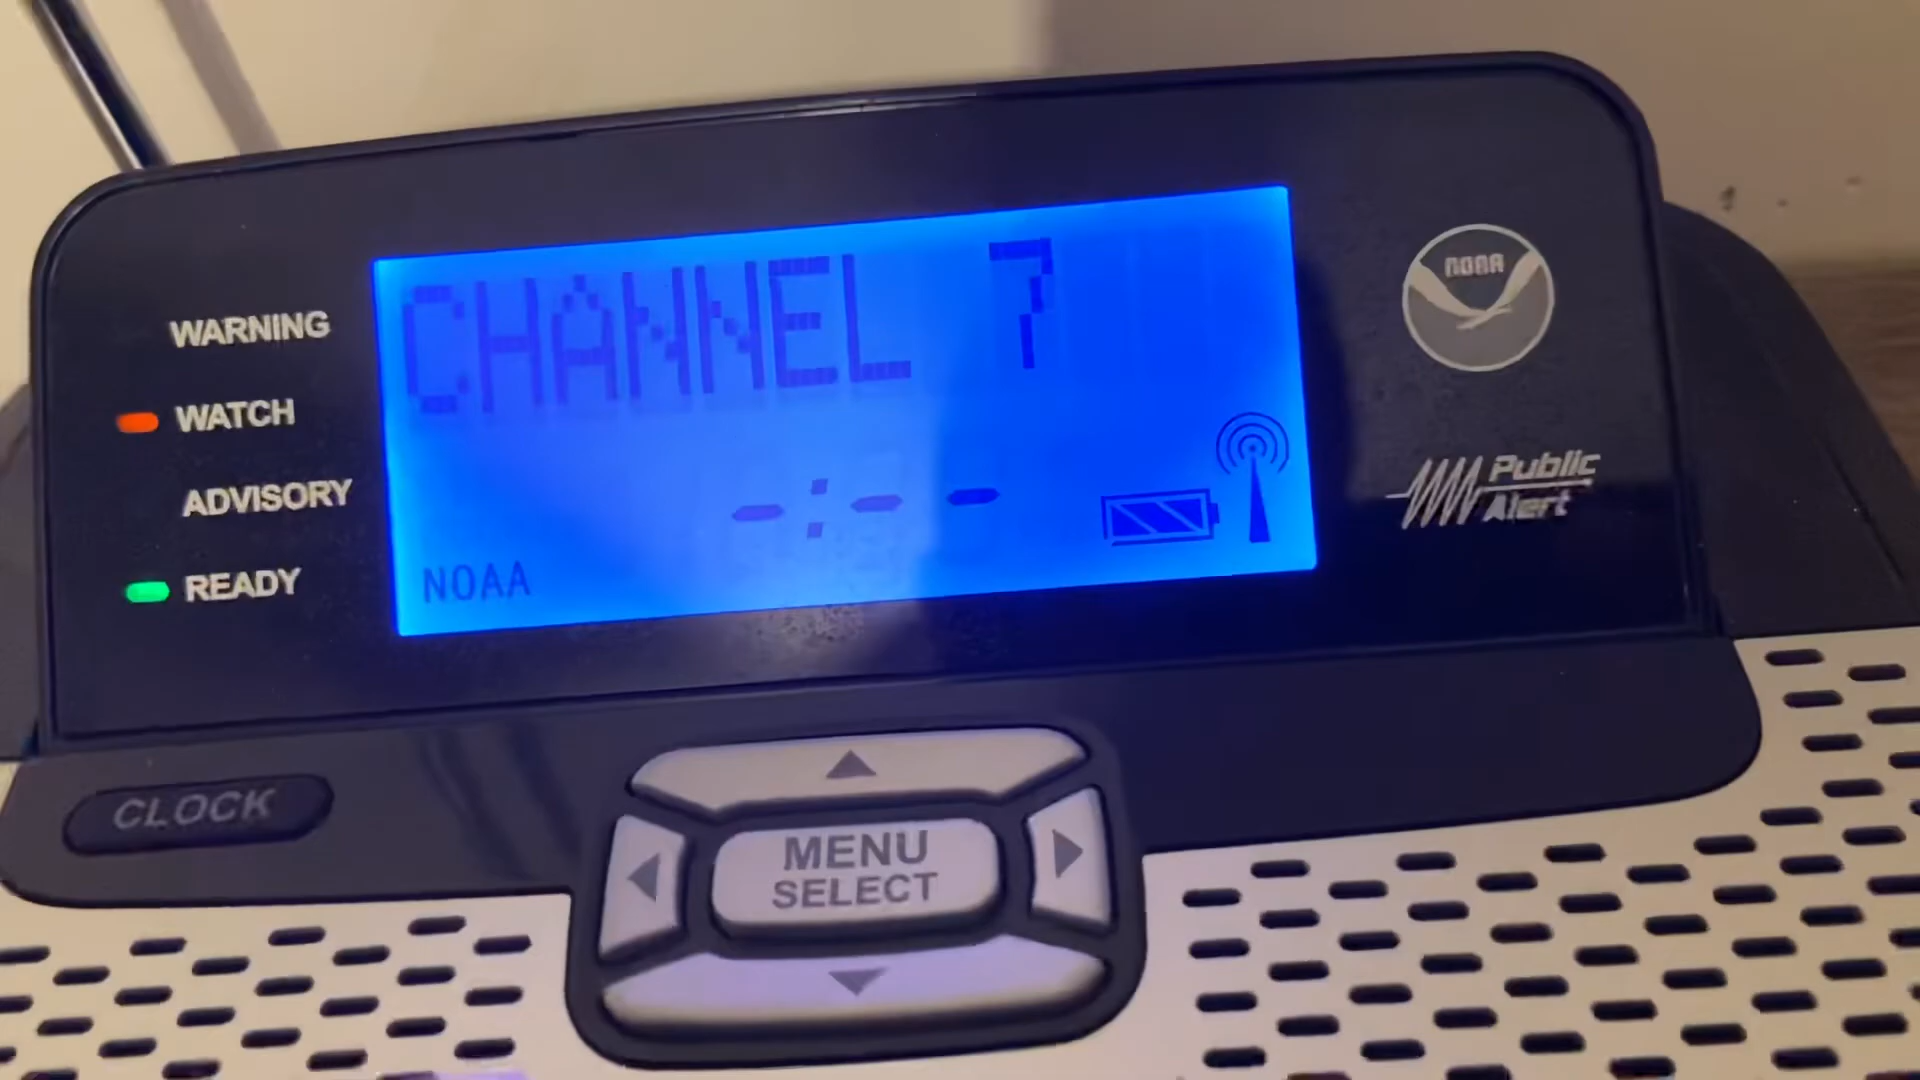 CHANNEL 7
NOAA
WARNING
WATCH
ADVISORY
READY
-:--
NOAA
Public
Alert
CLOCK
MENU
SELECT